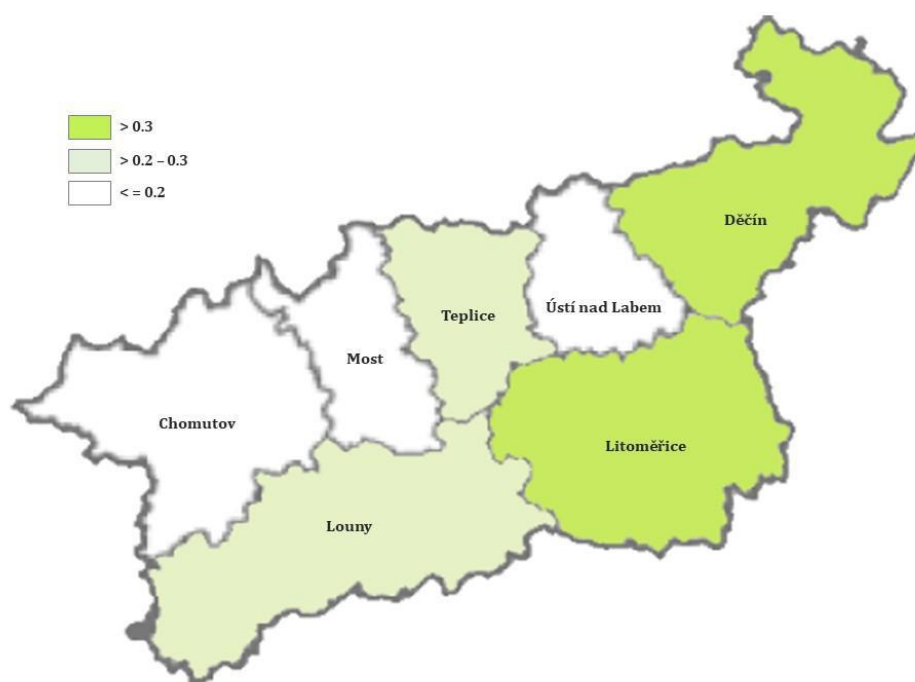 > 0.3
> 0.2 – 0.3
< = 0.2
Děčín
Ústí nad Labem
Teplice
Most
Chomutov
Litoměřice
Louny